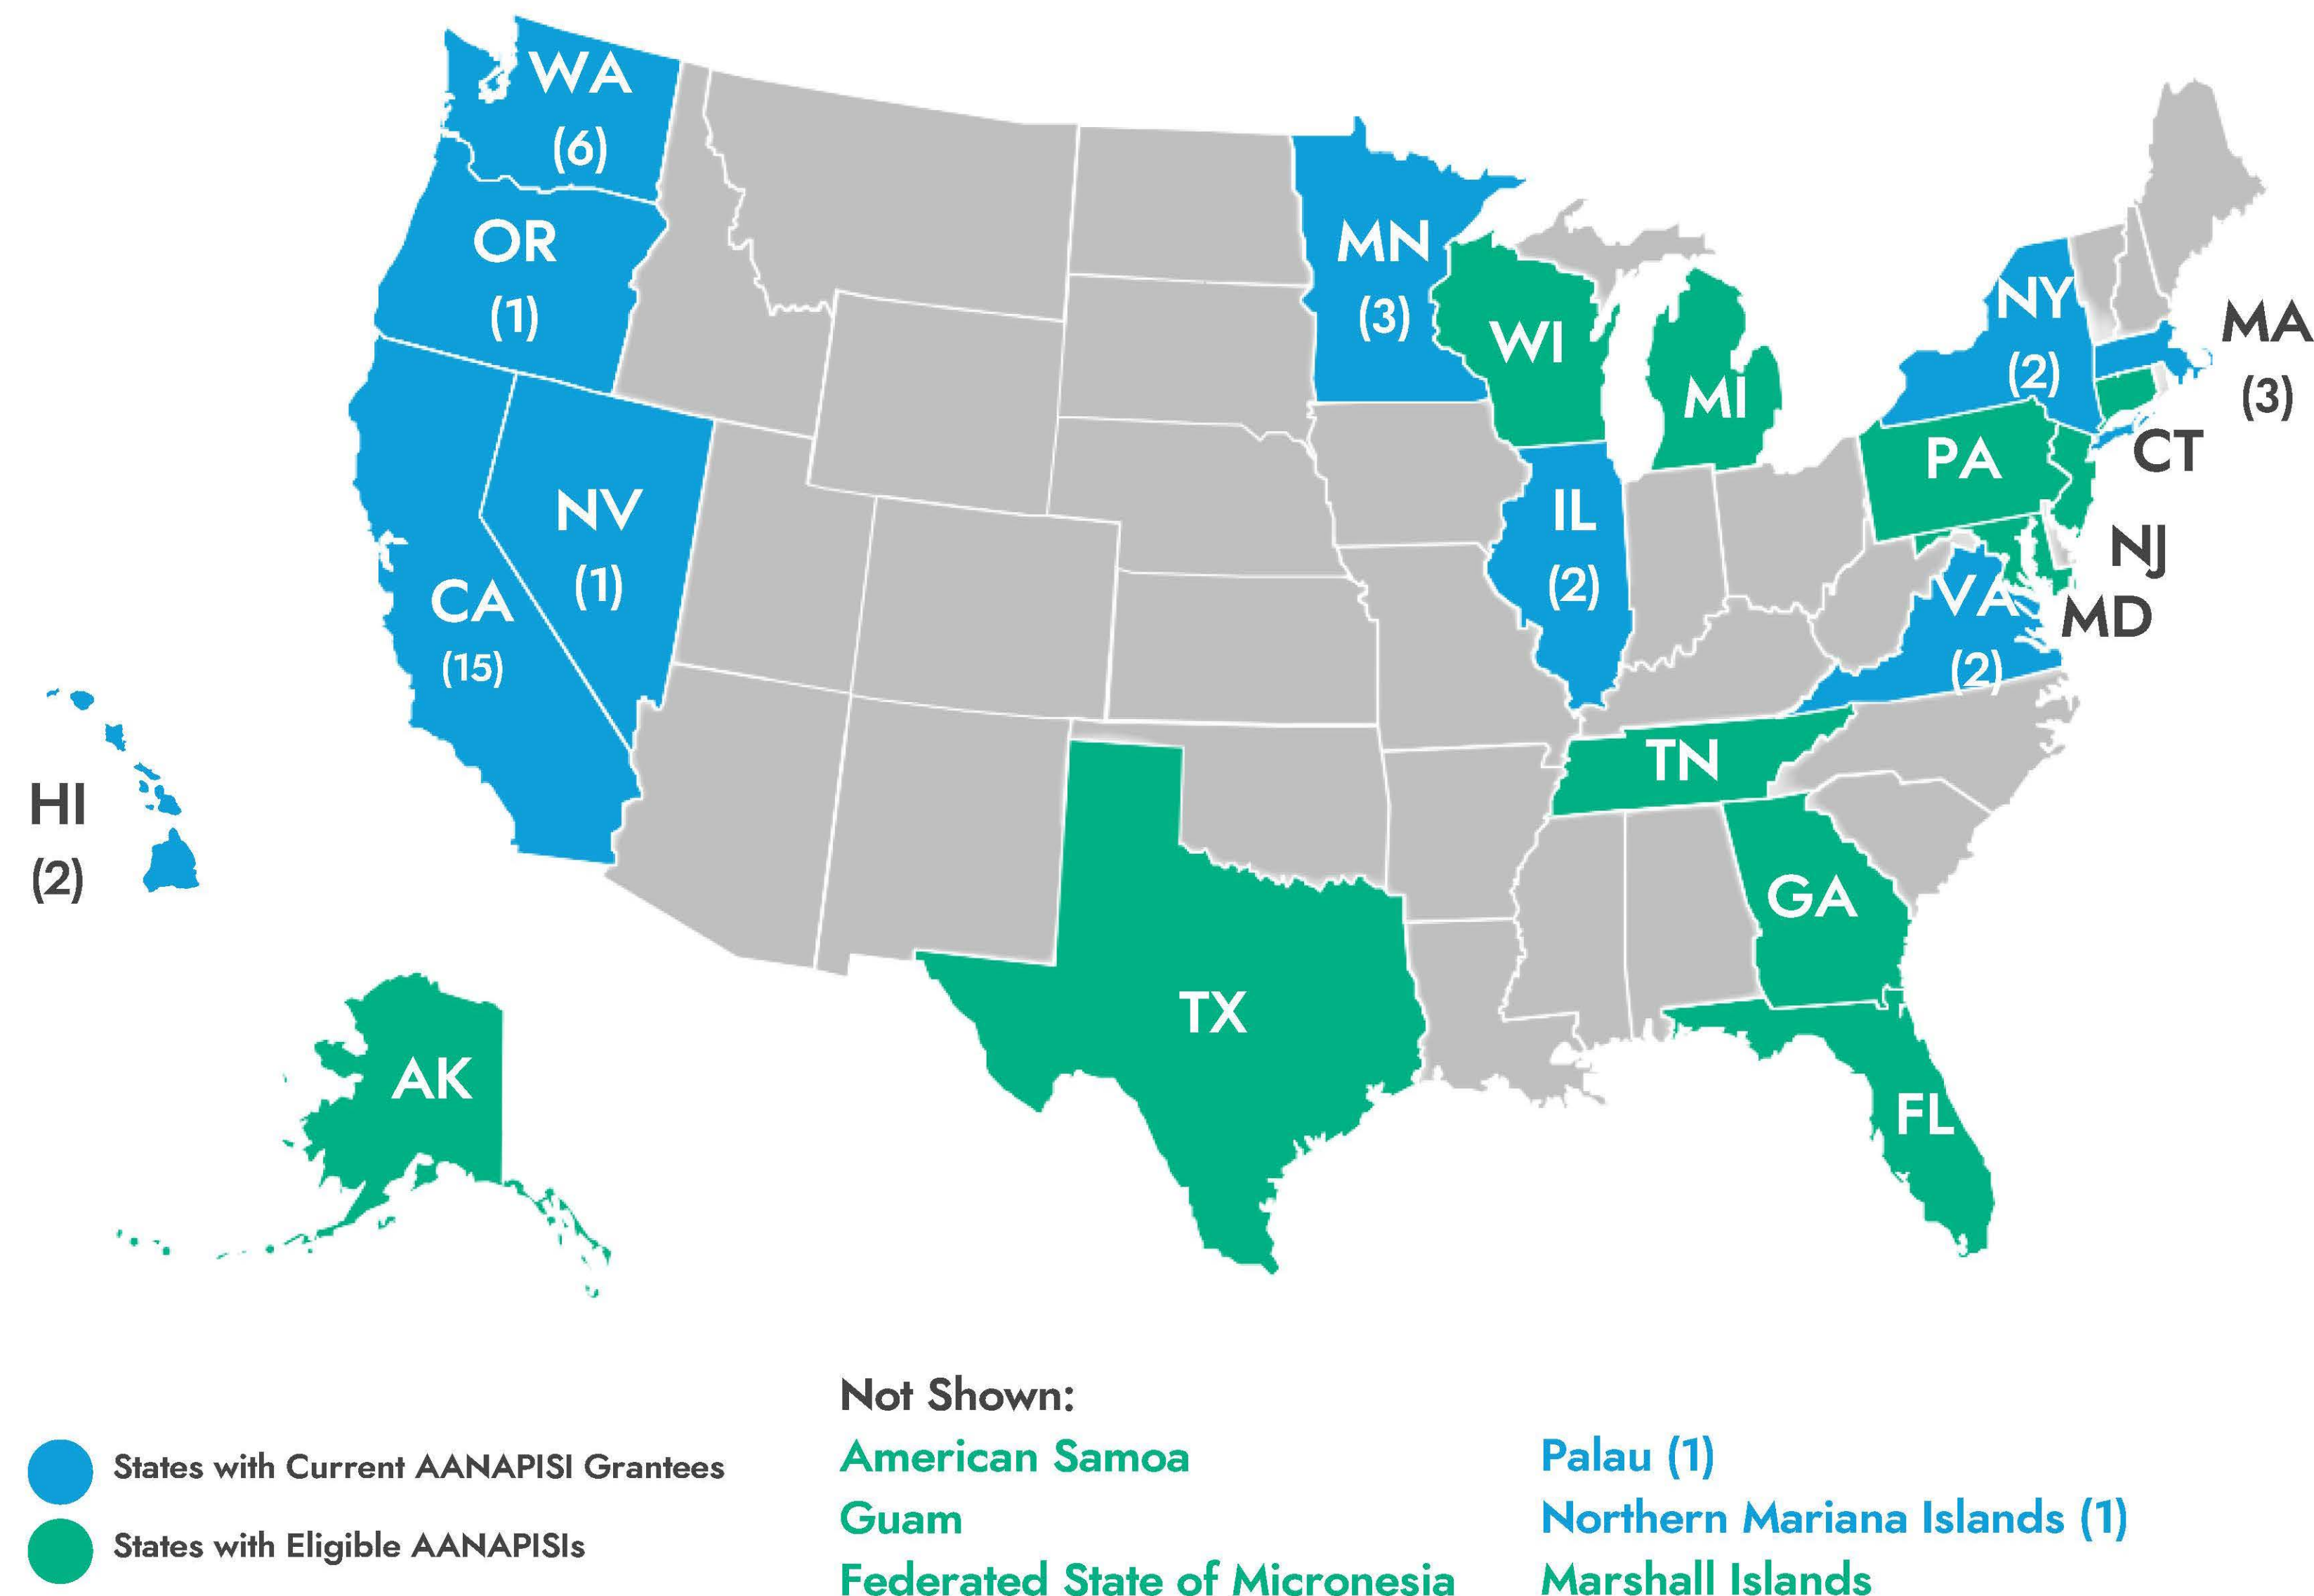 WA
(6)
OR
(1)
MN
(3)
WI
MI
NY
(2)
MA
(3)
CT
PA
NJ
MD
NV
(1)
IL
(2)
CA
(15)
VA
(2)
TN
GA
HI
(2)
TX
AK
FL
States with Current AANAPISI Grantees
States with Eligible AANAPISIs
Not Shown:
American Samoa
Guam
Federated State of Micronesia
Palau (1)
Northern Mariana Islands (1)
Marshall Islands